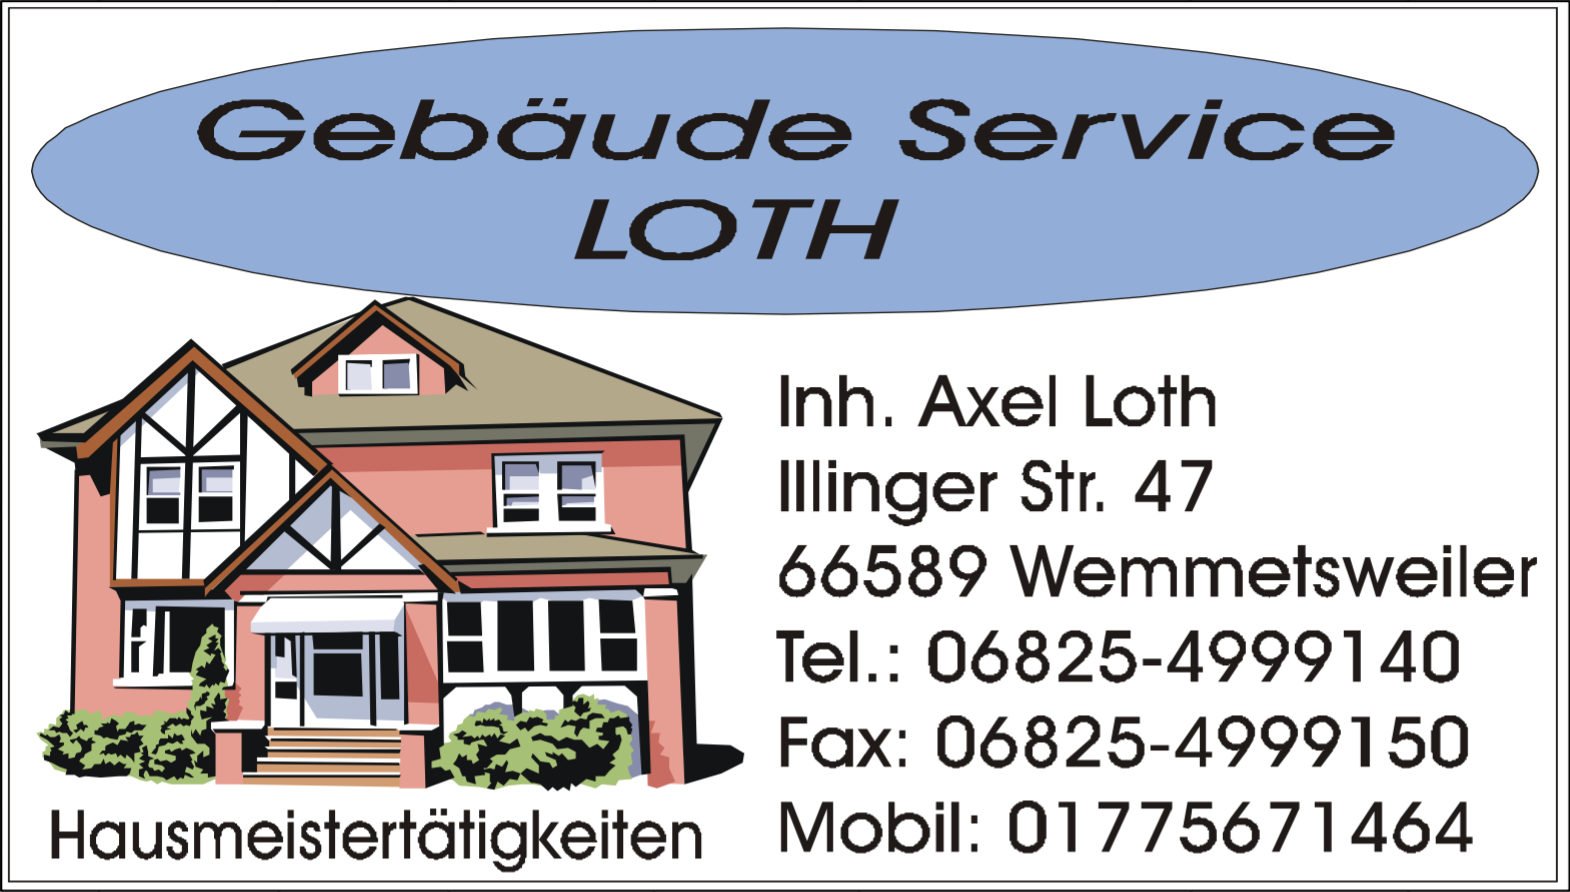 Gebäude Service
LOTH
Inh. Axel Loth
Illinger Str. 47
66589 Wemmetsweiler
Tel.: 06825-4999140
Fax: 06825-4999150
Mobil: 01775671464
Hausmeistertätigkeiten